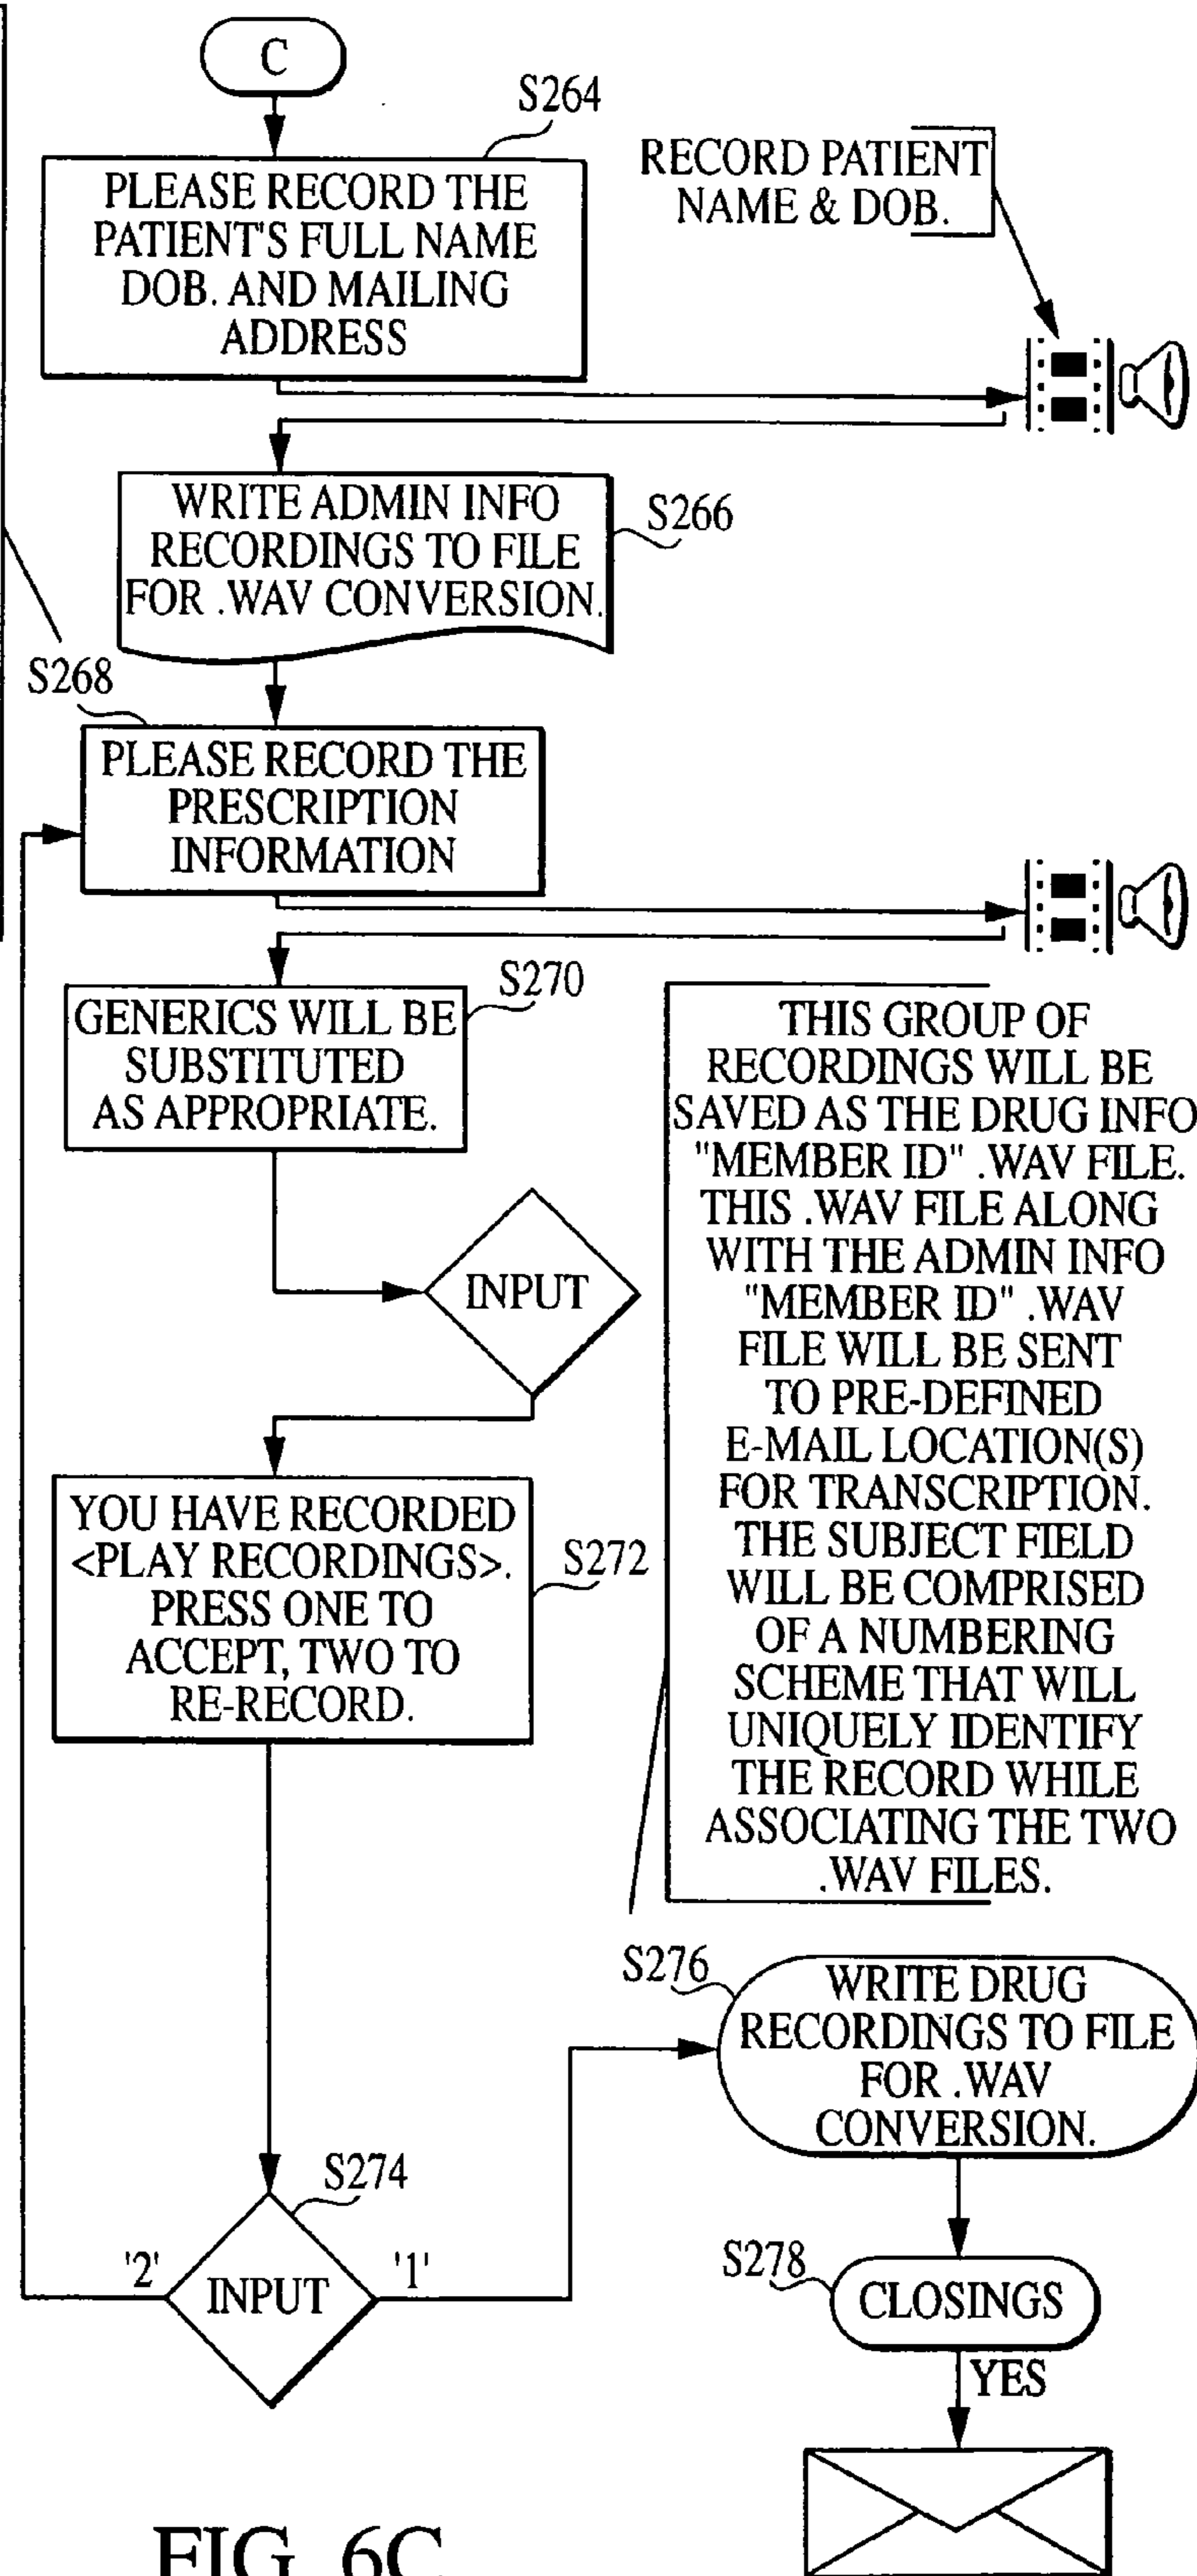 C
S264
PLEASE RECORD THE
PATIENT'S FULL NAME
DOB. AND MAILING
ADDRESS
RECORD PATIENT
NAME & DOB.
WRITE ADMIN INFO
RECORDINGS TO FILE
FOR .WAV CONVERSION.
S266
S268
PLEASE RECORD THE
PRESCRIPTION
INFORMATION
S270
GENERICS WILL BE
SUBSTITUTED
AS APPROPRIATE.
INPUT
YOU HAVE RECORDED
<PLAY RECORDINGS>.
PRESS ONE TO
ACCEPT, TWO TO
RE-RECORD.
S272
THIS GROUP OF
RECORDINGS WILL BE
SAVED AS THE DRUG INFO
"MEMBER ID" .WAV FILE.
THIS .WAV FILE ALONG
WITH THE ADMIN INFO
"MEMBER ID" .WAV
FILE WILL BE SENT
TO PRE-DEFINED
E-MAIL LOCATION(S)
FOR TRANSCRIPTION.
THE SUBJECT FIELD
WILL BE COMPRISED
OF A NUMBERING
SCHEME THAT WILL
UNIQUELY IDENTIFY
THE RECORD WHILE
ASSOCIATING THE TWO
.WAV FILES.
S276
WRITE DRUG
RECORDINGS TO FILE
FOR .WAV
CONVERSION.
S274
'2'
INPUT
'1'
S278
CLOSINGS
YES
FIG. 6C